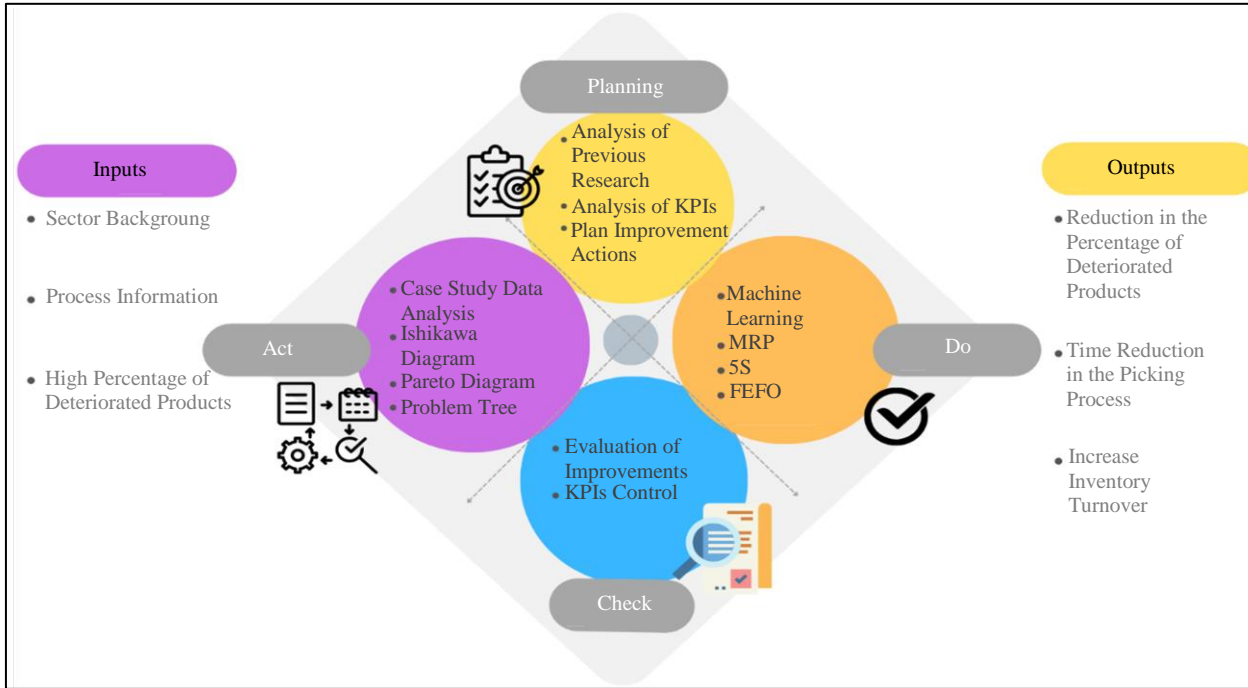 Planning
Analysis of
Previous
Research
Analysis of KPIs
Plan Improvement
Actions
Inputs
Sector Backgroung
Process Information
High Percentage of
Deteriorated Products
Act
Case Study Data
Analysis
Ishikawa
Diagram
Pareto Diagram
Problem Tree
Machine
Learning
MRP
5S
FEFO
Do
Evaluation of
Improvements
KPIs Control
Check
Outputs
Reduction in the
Percentage of
Deteriorated
Products
Time Reduction
in the Picking
Process
Increase
Inventory
Turnover